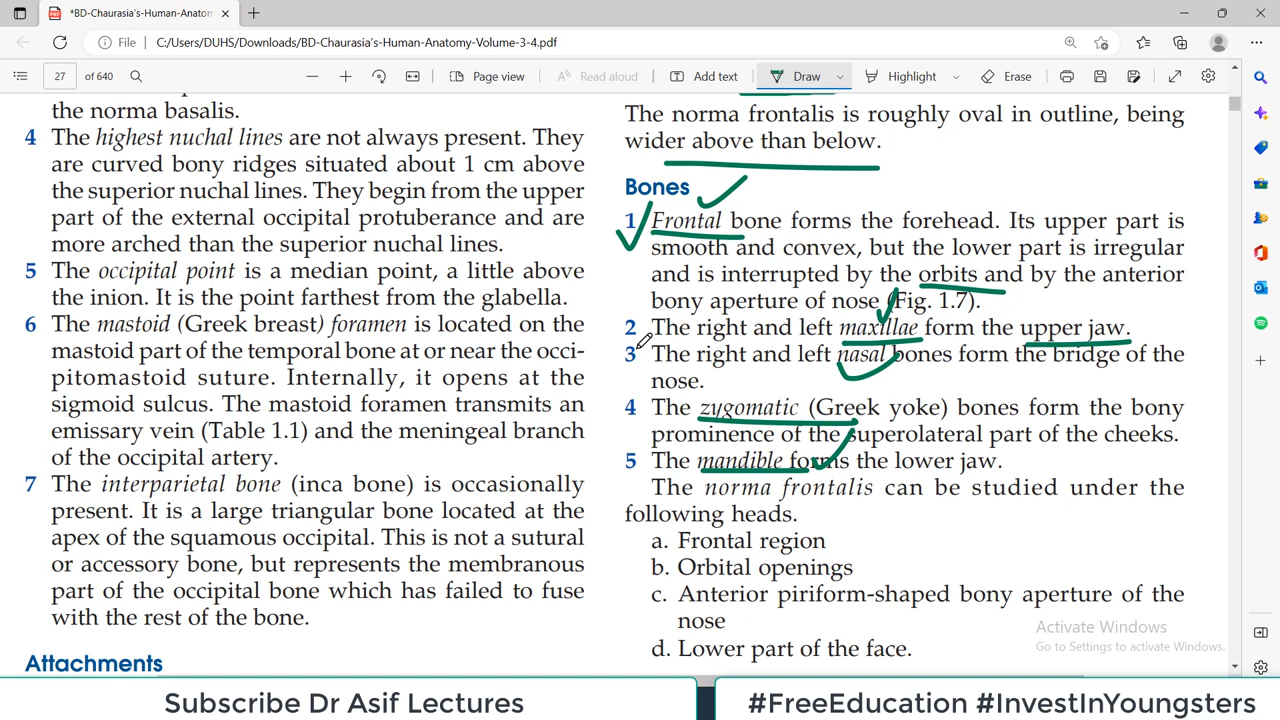 *BD-Chaurasia's-Human-Anatom
File
C:/Users/DUHS/Downloads/BD-Chaurasia's-Human-Anatomy-Volume-3-4.pdf
27 of 640
Page view
Read aloud
Add text
Draw
Highlight
Erase
the norma basalis.
4 The highest nuchal lines are not always present. They
are curved bony ridges situated about 1 cm above
the superior nuchal lines. They begin from the upper
part of the external occipital protuberance and are
more arched than the superior nuchal lines.
5 The occipital point is a median point, a little above
the inion. It is the point farthest from the glabella.
6 The mastoid (Greek breast) foramen is located on the
mastoid part of the temporal bone at or near the occi-
pitomastoid suture. Internally, it opens at the
sigmoid sulcus. The mastoid foramen transmits an
emissary vein (Table 1.1) and the meningeal branch
of the occipital artery.
7 The interparietal bone (inca bone) is occasionally
present. It is a large triangular bone located at the
apex of the squamous occipital. This is not a sutural
or accessory bone, but represents the membranous
part of the occipital bone which has failed to fuse
with the rest of the bone.
Attachments
The norma frontalis is roughly oval in outline, being
wider above than below.
Bones
1 Frontal bone forms the forehead. Its upper part is
smooth and convex, but the lower part is irregular
and is interrupted by the orbits and by the anterior
bony aperture of nose (Fig. 1.7).
2 The right and left maxillae form the upper jaw.
3 The right and left nasal bones form the bridge of the
nose.
4 The zygomatic (Greek yoke) bones form the bony
prominence of the superolateral part of the cheeks.
5 The mandible forms the lower jaw.
The norma frontalis can be studied under the
following heads.
a. Frontal region
b. Orbital openings
c. Anterior piriform-shaped bony aperture of the
nose
d. Lower part of the face.
Activate Windows
Go to Settings to activate Windows.
Subscribe Dr Asif Lectures
#FreeEducation #InvestInYoungsters